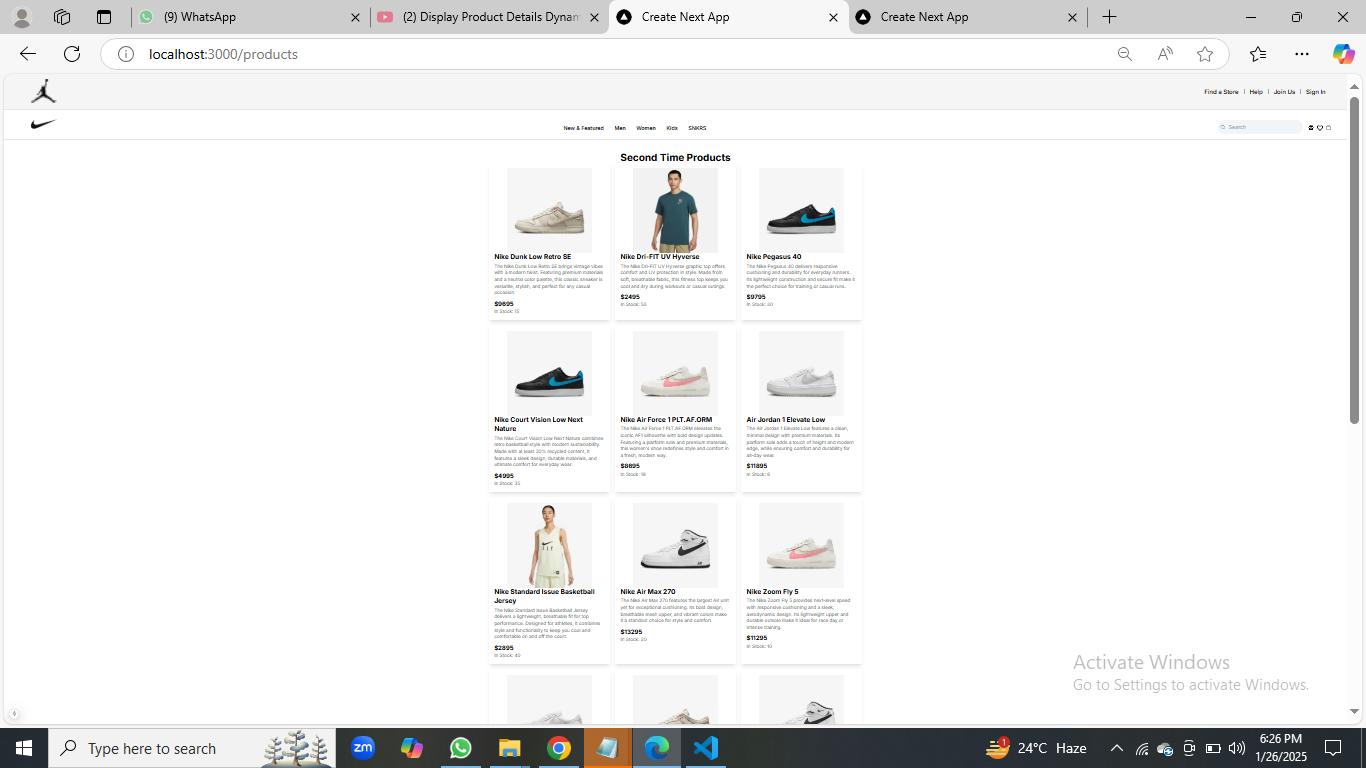 (9) WhatsApp
(2) Display Product Details Dynam
Create Next App
Create Next App
localhost:3000/products
Find a Store | Help | Join Us | Sign In
New & Featured Men Women Kids SNKRS
Search
Second Time Products
Nike Dunk Low Retro SE
The Nike Dunk Low Retro SE brings vintage vibes
with a modern twist. Featuring premium materials
and a neutral color palette, this classic sneaker is
versatile, stylish, and perfect for any casual
occasion.
$9695
In Stock: 15
Nike Dri-FIT UV Hyverse
The Nike Dri-FIT UV Hyverse graphic top offers
comfort and UV protection in style. Made from
soft, breathable fabric, this fitness top keeps you
cool and dry during workouts or casual outings.
$2495
In Stock: 50
Nike Pegasus 40
The Nike Pegasus 40 delivers responsive
cushioning and durability for everyday runners.
Its lightweight construction and secure fit make it
the perfect choice for training or casual runs.
$9795
In Stock: 30
Nike Court Vision Low Next
Nature
The Nike Court Vision Low Next Nature combines
retro basketball style with modern sustainability.
Made with at least 20% recycled content, it
features a sleek design, durable materials, and
ultimate comfort for everyday wear.
$4995
In Stock: 35
Nike Air Force 1 PLT.AF.ORM
The Nike Air Force 1 PLT.AF.ORM elevates the
iconic AF1 silhouette with bold design updates.
Featuring a platform sole and premium materials,
this women's shoe redefines style and comfort in
a fresh, modern way.
$8695
In Stock: 18
Air Jordan 1 Elevate Low
The Air Jordan 1 Elevate Low features a clean,
minimal design with premium materials. Its
platform sole adds a touch of height and modern
edge, while ensuring comfort and durability for
all-day wear.
$11895
In Stock: 6
Nike Standard Issue Basketball
Jersey
The Nike Standard Issue Basketball Jersey
delivers a lightweight, breathable fit for top
performance. Designed for athletes, it combines
style and functionality to keep you cool and
comfortable on and off the court.
$2895
In Stock: 40
Nike Air Max 270
The Nike Air Max 270 features the largest Air unit
yet for exceptional cushioning. Its bold design,
breathable mesh upper, and vibrant colors make
it a standout choice for style and comfort.
$13295
In Stock: 20
Nike Zoom Fly 5
The Nike Zoom Fly 5 provides next-level speed
with responsive cushioning and a sleek,
aerodynamic design. Its lightweight upper and
durable outsole make it ideal for race day or
intense training.
$11295
In Stock: 10
Activate Windows
Go to Settings to activate Windows.
Type here to search
zm
1
24°C Haze
6:26 PM
1/26/2025